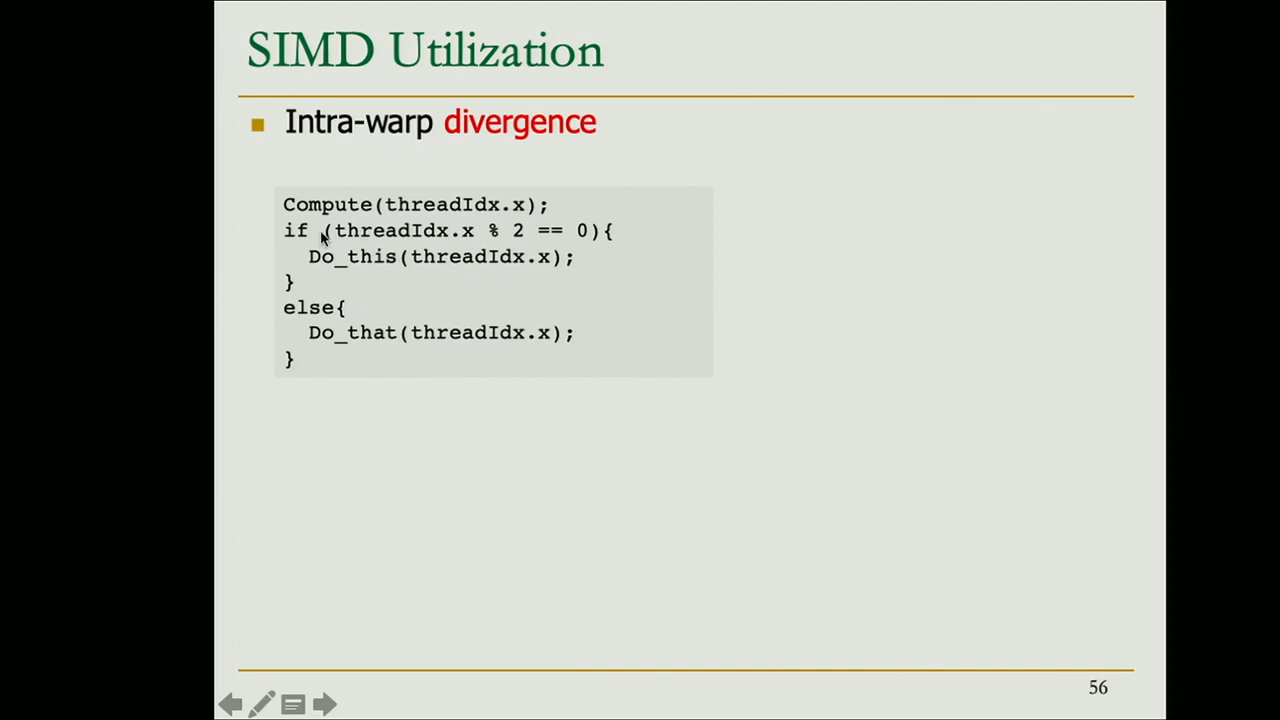 SIMD Utilization
Intra-warp divergence
Compute(threadIdx.x);
if (threadIdx.x % 2 == 0){
  Do_this(threadIdx.x);
}
else{
  Do_that(threadIdx.x);
}
56